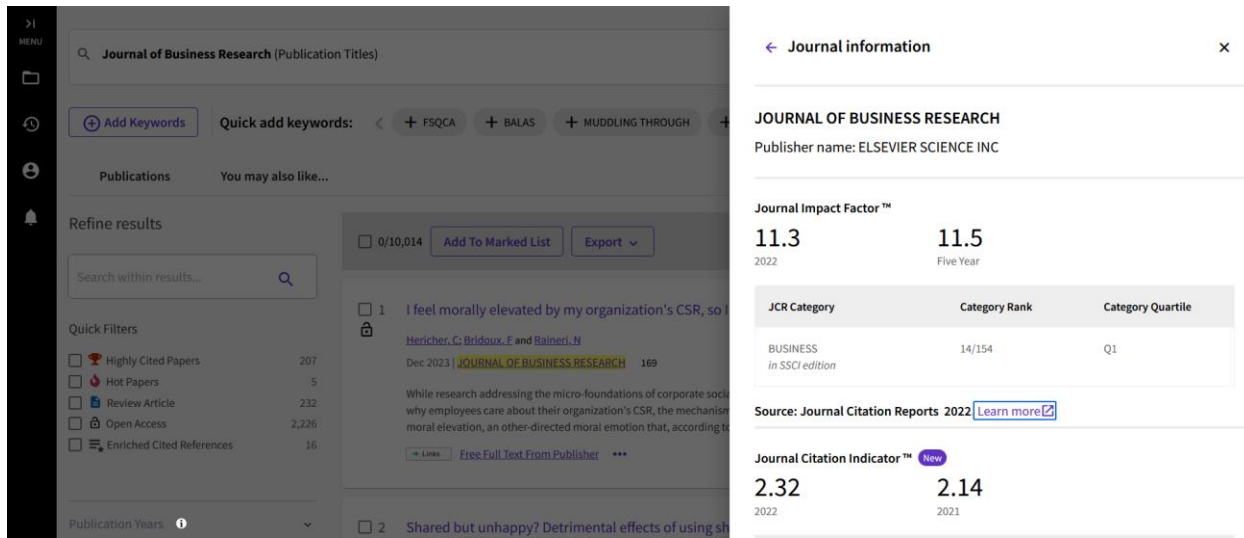 MENU
Journal of Business Research (Publication Titles)
Add Keywords
Quick add keywords:
+ FSQCA
+ BALAS
+ MUDDLING THROUGH
+
Publications
You may also like...
Refine results
Search within results...
Quick Filters
Highly Cited Papers 207
Hot Papers 5
Review Article 232
Open Access 2,226
Enriched Cited References 16
Publication Years
0/10,014
Add To Marked List
Export
1
I feel morally elevated by my organization's CSR, so I
Hericher, C; Bridoux, F and Raineri, N
Dec 2023 | JOURNAL OF BUSINESS RESEARCH 169
While research addressing the micro-foundations of corporate socia
why employees care about their organization's CSR, the mechanism
moral elevation, an other-directed moral emotion that, according to
Links
Free Full Text From Publisher
2
Shared but unhappy? Detrimental effects of using sh
Journal information
JOURNAL OF BUSINESS RESEARCH
Publisher name: ELSEVIER SCIENCE INC
Journal Impact Factor ™
11.3 11.5
2022 Five Year
JCR Category Category Rank Category Quartile
BUSINESS 14/154 Q1
in SSCI edition
Source: Journal Citation Reports 2022 Learn more
Journal Citation Indicator ™ New
2.32 2.14
2022 2021